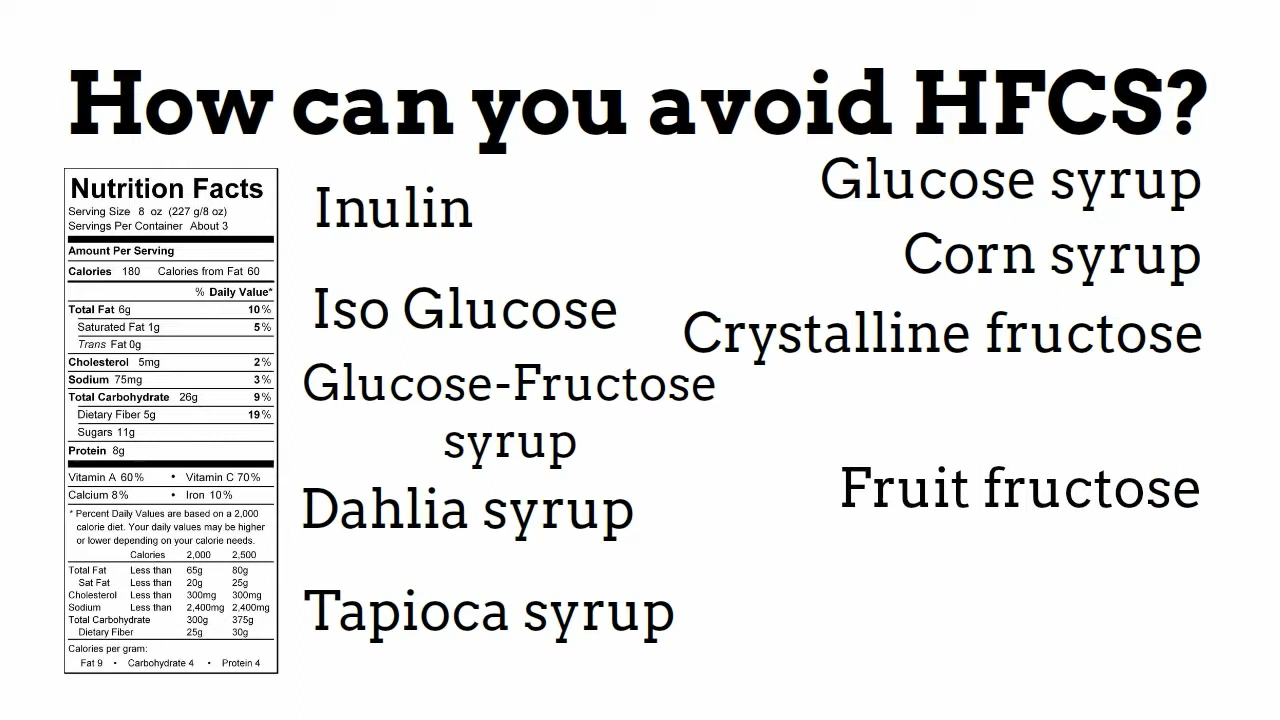 How can you avoid HFCS?
Nutrition Facts
Serving Size 8 oz (227 g/8 oz)
Servings Per Container About 3
Amount Per Serving
Calories 180 Calories from Fat 60
% Daily Value*
Total Fat 6g 10%
Saturated Fat 1g 5%
Trans Fat 0g
Cholesterol 5mg 2%
Sodium 75mg 3%
Total Carbohydrate 26g 9%
Dietary Fiber 5g 19%
Sugars 11g
Protein 8g
Vitamin A 60% • Vitamin C 70%
Calcium 8% • Iron 10%
* Percent Daily Values are based on a 2,000
calorie diet. Your daily values may be higher
or lower depending on your calorie needs.
Calories 2,000 2,500
Total Fat Less than 65g 80g
Sat Fat Less than 20g 25g
Cholesterol Less than 300mg 300mg
Sodium Less than 2,400mg 2,400mg
Total Carbohydrate 300g 375g
Dietary Fiber 25g 30g
Calories per gram:
Fat 9 • Carbohydrate 4 • Protein 4
Inulin
Iso Glucose
Glucose-Fructose
syrup
Dahlia syrup
Tapioca syrup
Glucose syrup
Corn syrup
Crystalline fructose
Fruit fructose